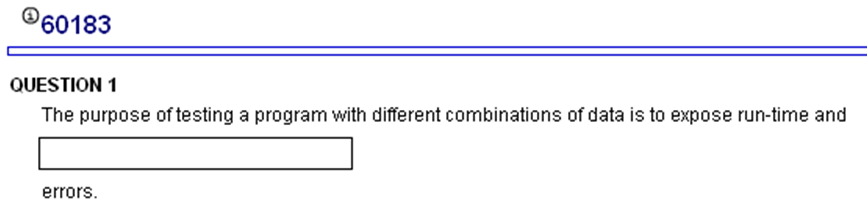 ⓘ60183
QUESTION 1
The purpose of testing a program with different combinations of data is to expose run-time and
errors.